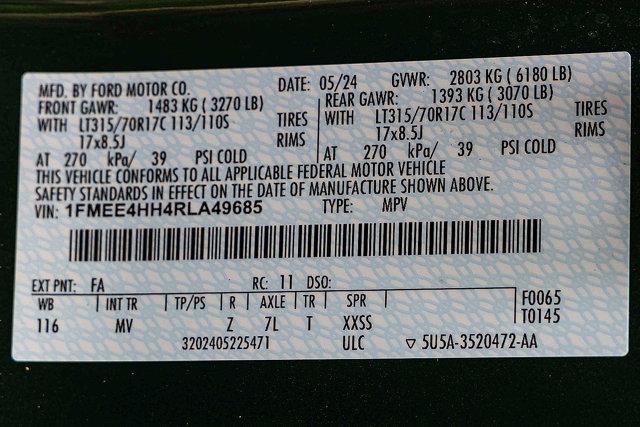 MFD. BY FORD MOTOR CO. DATE: 05/24 GVWR: 2803 KG ( 6180 LB)
FRONT GAWR: 1483 KG ( 3270 LB) REAR GAWR: 1393 KG ( 3070 LB)
WITH LT315/70R17C 113/110S TIRES WITH LT315/70R17C 113/110S TIRES
17x8.5J RIMS 17x8.5J RIMS
AT 270 kPa/ 39 PSI COLD AT 270 kPa/ 39 PSI COLD
THIS VEHICLE CONFORMS TO ALL APPLICABLE FEDERAL MOTOR VEHICLE
SAFETY STANDARDS IN EFFECT ON THE DATE OF MANUFACTURE SHOWN ABOVE.
VIN: 1FMEE4HH4RLA49685 TYPE: MPV
EXT PNT: FA RC: 11 DSO:
WB INT TR TP/PS R AXLE TR SPR F0065
116 MV Z 7L T XXSS T0145
3202405225471 ULC ▽ 5U5A-3520472-AA